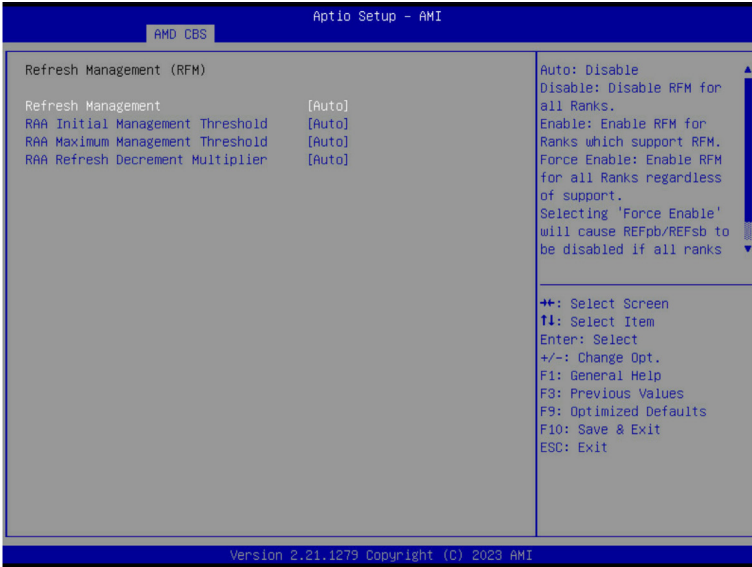 Aptio Setup - AMI
AMD CBS
Refresh Management (RFM)
Refresh Management [Auto]
RAA Initial Management Threshold [Auto]
RAA Maximum Management Threshold [Auto]
RAA Refresh Decrement Multiplier [Auto]
Auto: Disable
Disable: Disable RFM for
all Ranks.
Enable: Enable RFM for
Ranks which support RFM.
Force Enable: Enable RFM
for all Ranks regardless
of support.
Selecting 'Force Enable'
will cause REFpb/REFsb to
be disabled if all ranks
→←: Select Screen
↑↓: Select Item
Enter: Select
+/-: Change Opt.
F1: General Help
F3: Previous Values
F9: Optimized Defaults
F10: Save & Exit
ESC: Exit
Version 2.21.1279 Copyright (C) 2023 AMI